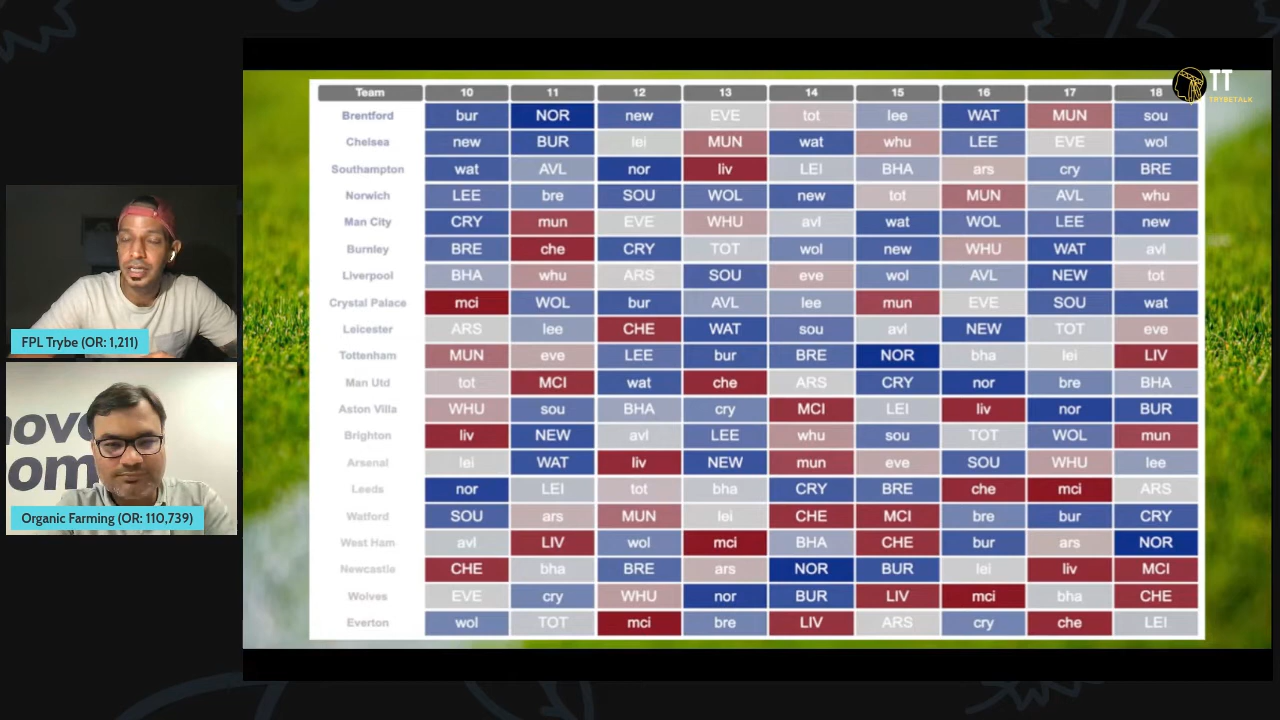 TT
TRYBETALK
Team 10 11 12 13 14 15 16 17 18
Brentford bur NOR new EVE tot lee WAT MUN sou
Chelsea new BUR lei MUN wat whu LEE EVE wol
Southampton wat AVL nor liv LEI BHA ars cry BRE
Norwich LEE bre SOU WOL new tot MUN AVL whu
Man City CRY mun EVE WHU avl wat WOL LEE new
Burnley BRE che CRY TOT wol new WHU WAT avl
Liverpool BHA whu ARS SOU eve wol AVL NEW tot
Crystal Palace mci WOL bur AVL lee mun EVE SOU wat
Leicester ARS lee CHE WAT sou avl NEW TOT eve
Tottenham MUN eve LEE bur BRE NOR bha lei LIV
Man Utd tot MCI wat che ARS CRY nor bre BHA
Aston Villa WHU sou BHA cry MCI LEI liv nor BUR
Brighton liv NEW avl LEE whu sou TOT WOL mun
Arsenal lei WAT liv NEW mun eve SOU WHU lee
Leeds nor LEI tot bha CRY BRE che mci ARS
Watford SOU ars MUN lei CHE MCI bre bur CRY
West Ham avl LIV wol mci BHA CHE bur ars NOR
Newcastle CHE bha BRE ars NOR BUR lei liv MCI
Wolves EVE cry WHU nor BUR LIV mci bha CHE
Everton wol TOT mci bre LIV ARS cry che LEI
FPL Trybe (OR: 1,211)
Organic Farming (OR: 110,739)